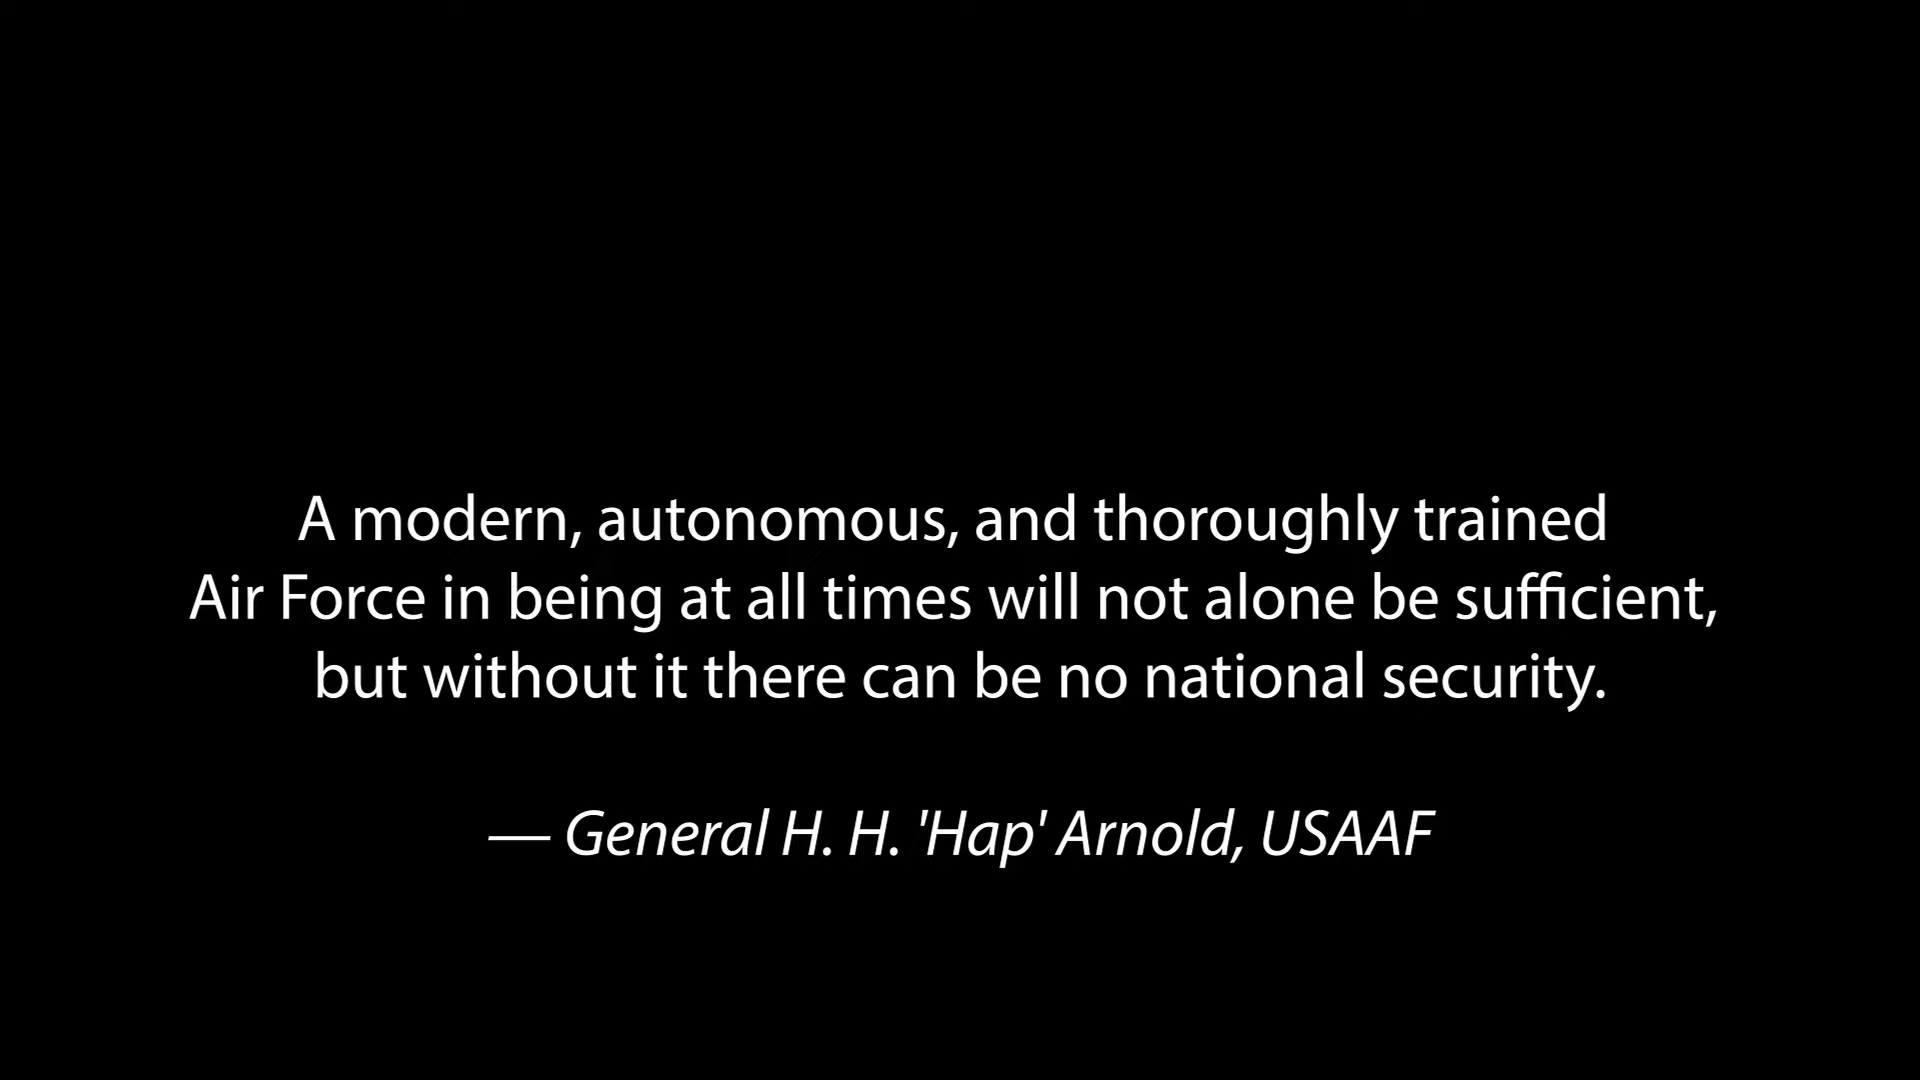 A modern, autonomous, and thoroughly trained
Air Force in being at all times will not alone be sufficient,
but without it there can be no national security.
— General H. H. 'Hap' Arnold, USAAF